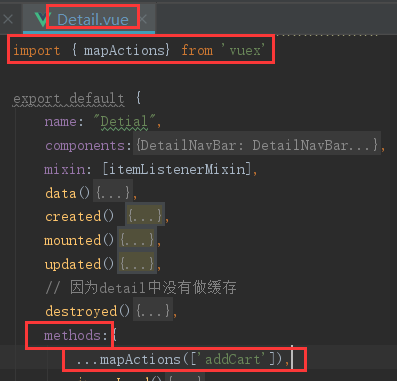 Detail.vue
import { mapActions} from 'vuex'
export default {
name: "Detial",
components:{DetailNavBar: DetailNavBar...},
mixin: [itemListenerMixin],
data(){...},
created() {...},
mounted(){...},
updated(){...},
// 因为detail中没有做缓存
destroyed(){...},
methods:{
...mapActions(['addCart']),